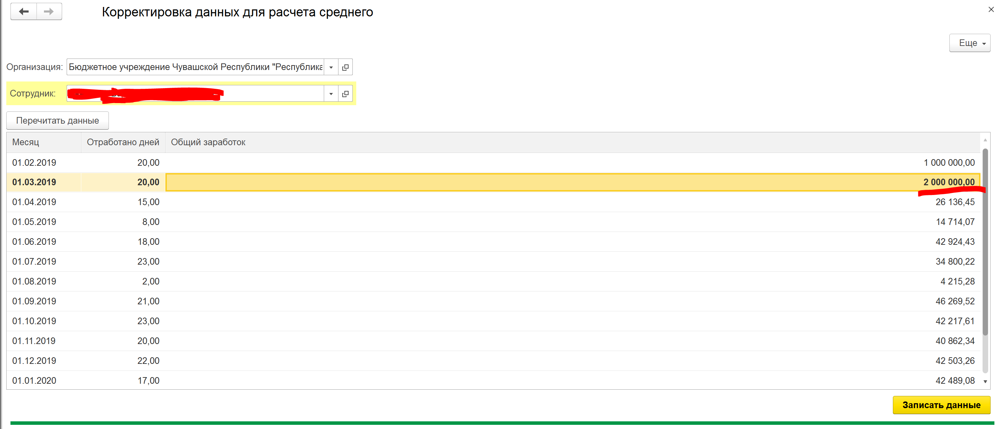 Корректировка данных для расчета среднего
Еще
Организация: Бюджетное учреждение Чувашской Республики "Республика
Сотрудник:
Перечитать данные
Месяц Отработано дней Общий заработок
01.02.2019 20,00 1 000 000,00
01.03.2019 20,00 2 000 000,00
01.04.2019 15,00 26 136,45
01.05.2019 8,00 14 714,07
01.06.2019 18,00 42 924,43
01.07.2019 23,00 34 800,22
01.08.2019 2,00 4 215,28
01.09.2019 21,00 46 269,52
01.10.2019 23,00 42 217,61
01.11.2019 20,00 40 862,34
01.12.2019 22,00 42 503,26
01.01.2020 17,00 42 489,08
Записать данные